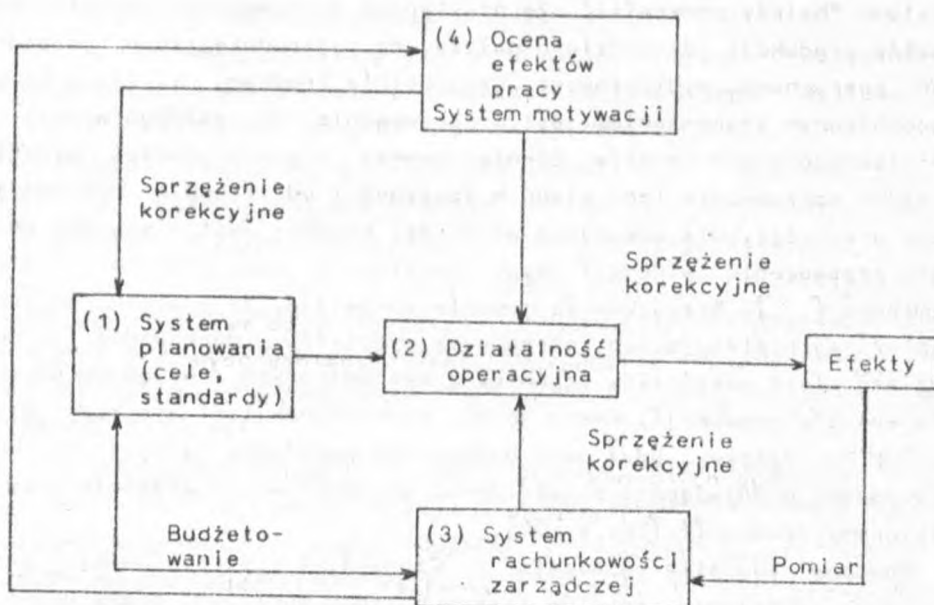 (4) Ocena
efektów
pracy
System motywacji
Sprzężenie
korekcyjne
Sprzężenie
korekcyjne
(1) System
planowania
(cele,
standardy)
(2) Działalność
operacyjna
Efekty
Sprzężenie
korekcyjne
Budżeto-
wanie
(3) System
rachunkowośc
zarządczej
Pomiar